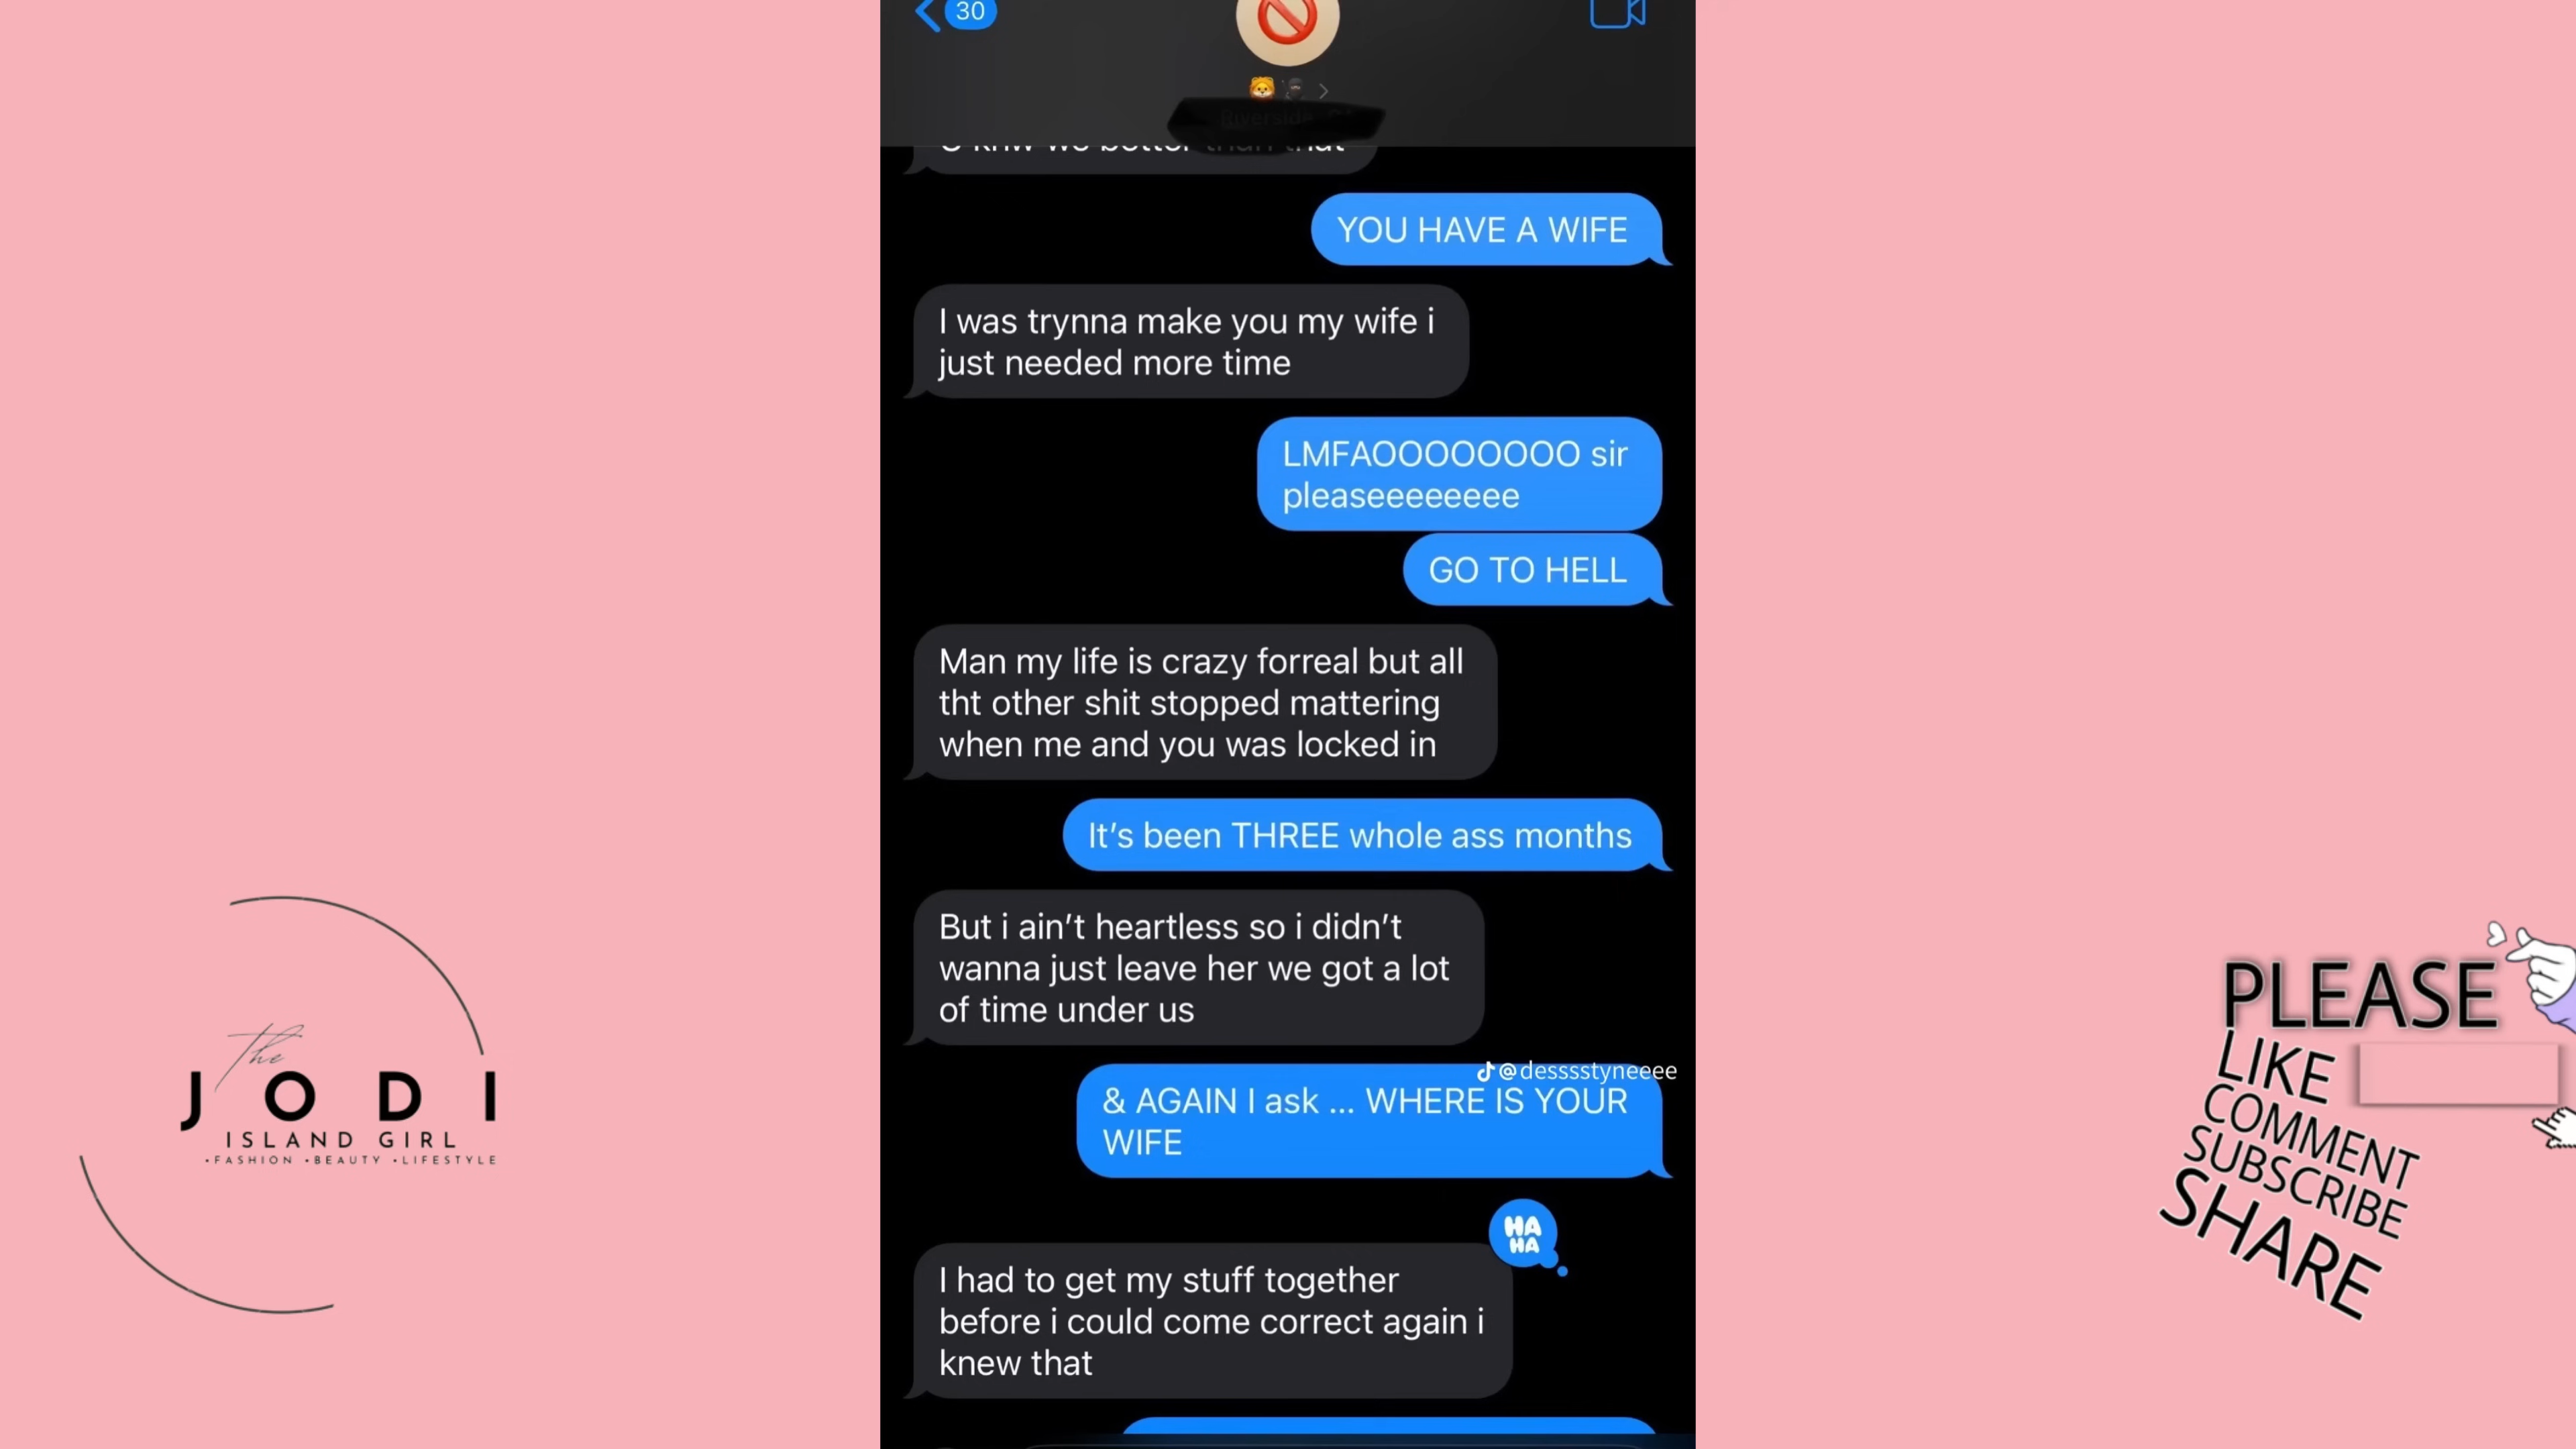 30
YOU HAVE A WIFE
I was trynna make you my wife i
just needed more time
LMFAOOOOOOOO sir
pleaseeeeeeee
GO TO HELL
Man my life is crazy forreal but all
tht other shit stopped mattering
when me and you was locked in
It's been THREE whole ass months
But i ain't heartless so i didn't
wanna just leave her we got a lot
of time under us
@desssstyneeee
& AGAIN I ask ... WHERE IS YOUR
WIFE
HA
HA
I had to get my stuff together
before i could come correct again i
knew that
the
JODI
ISLAND GIRL
•FASHION •BEAUTY •LIFESTYLE
PLEASE
LIKE
COMMENT
SUBSCRIBE
SHARE